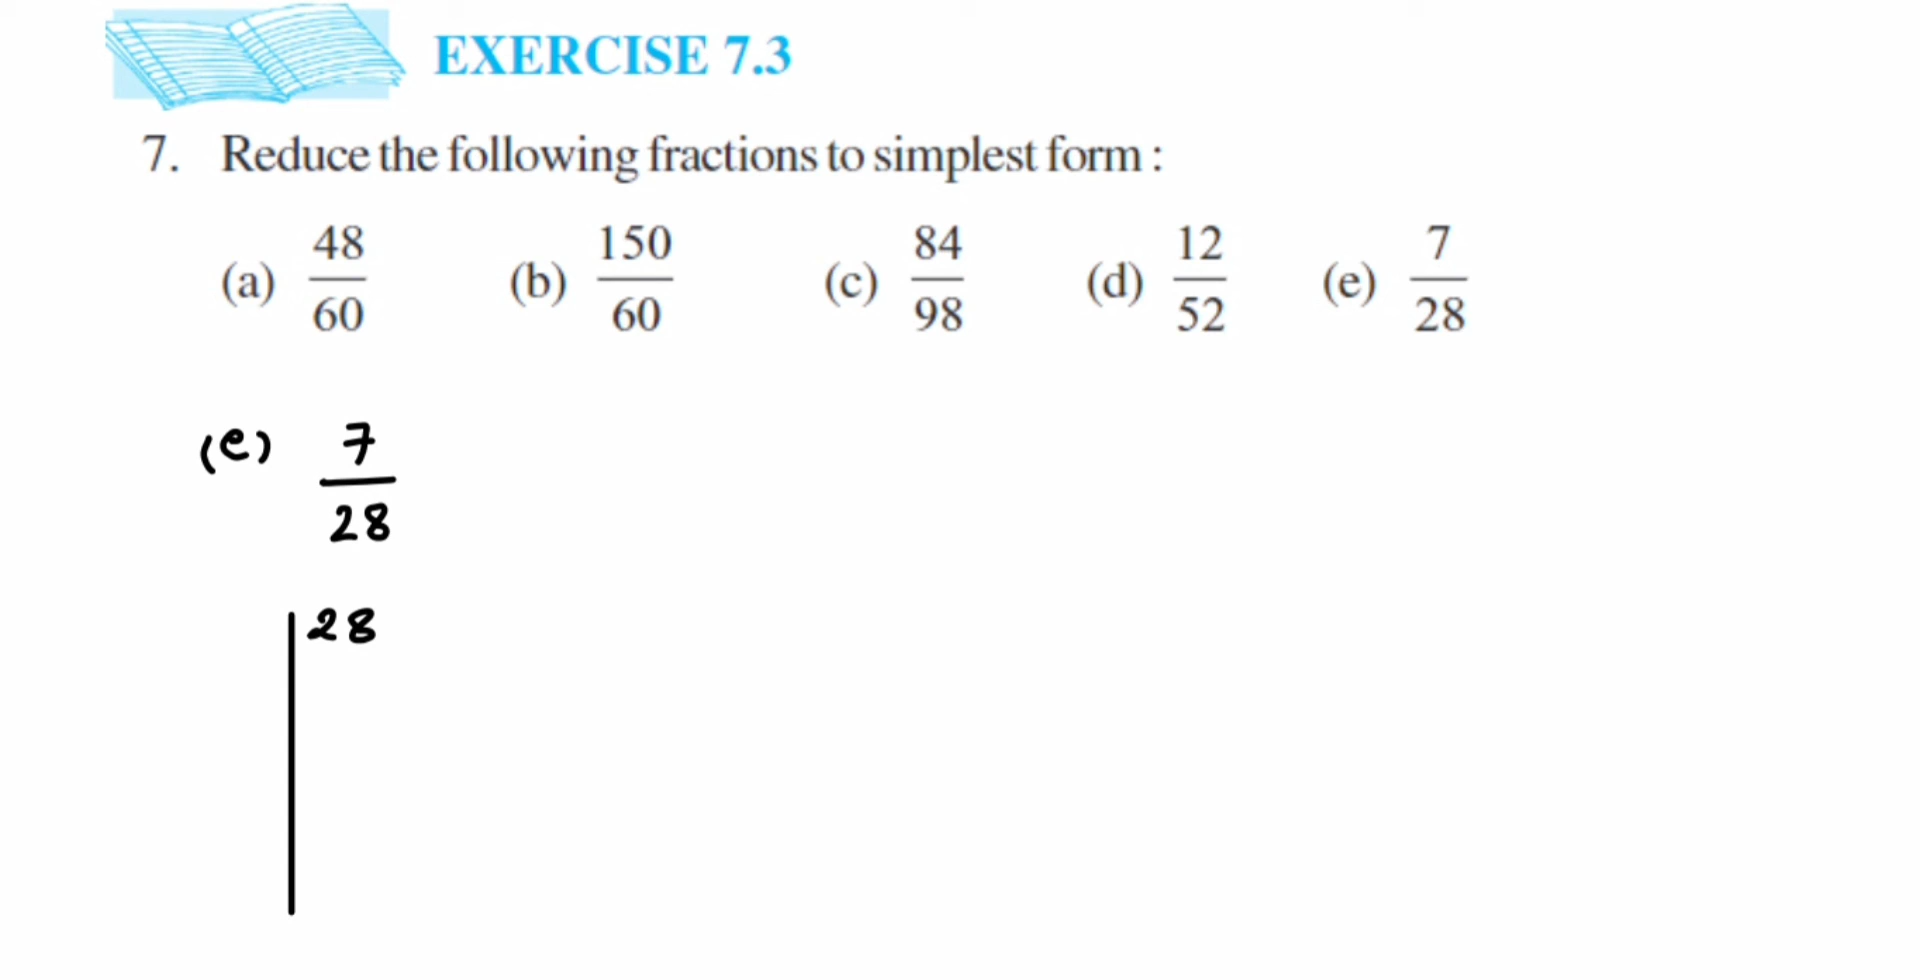 EXERCISE 7.3
7. Reduce the following fractions to simplest form :
(a) 48/60 (b) 150/60 (c) 84/98 (d) 12/52 (e) 7/28
(e) 7/28
28